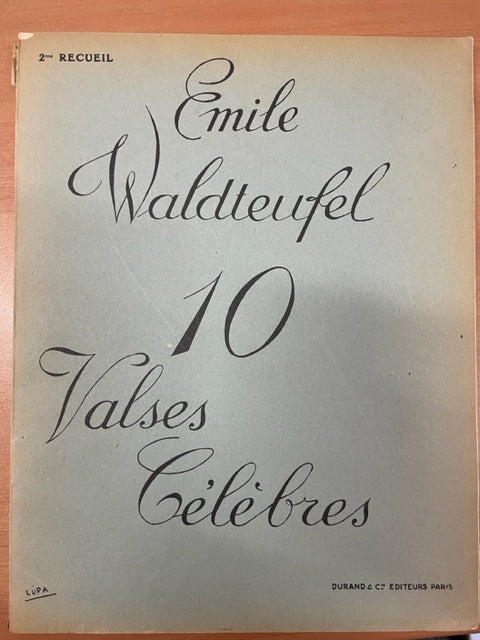 2me RECUEIL
Emile
Waldteufel
10
Valses
Célèbres
LUPA
DURAND & Cie EDITEURS PARIS